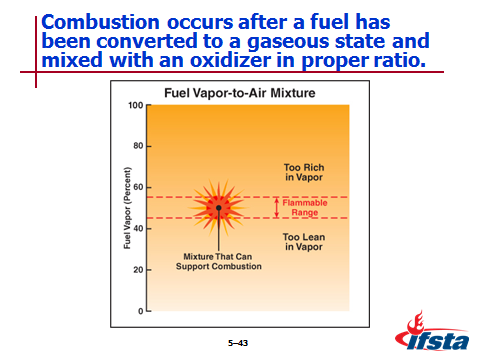 Combustion occurs after a fuel has
been converted to a gaseous state and
mixed with an oxidizer in proper ratio.
Fuel Vapor-to-Air Mixture
Fuel Vapor (Percent)
100
80
60
40
20
0
Too Rich
in Vapor
Flammable
Range
Too Lean
in Vapor
Mixture That Can
Support Combustion
5–43
ifsta